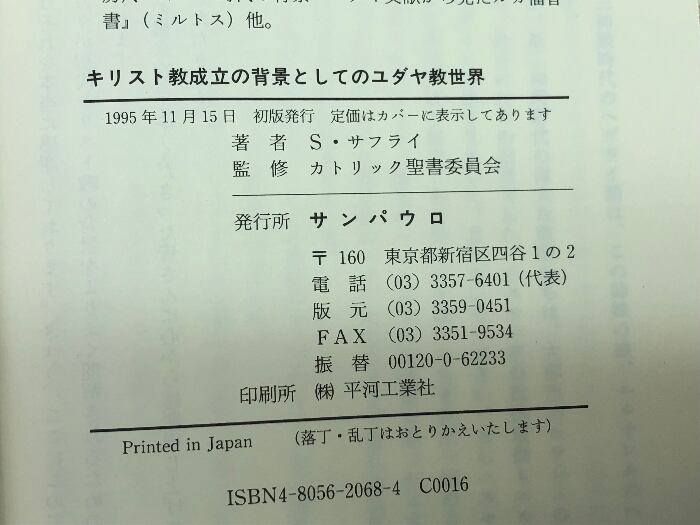 書』（ミルトス）他。
キリスト教成立の背景としてのユダヤ教世界
1995年11月15日 初版発行 定価はカバーに表示してあります
著 者 S・サフライ
監 修 カトリック聖書委員会
発行所 サンパウロ
〒 160 東京都新宿区四谷1の2
電 話 (03) 3357-6401 (代表)
版 元 (03) 3359-0451
FAX (03) 3351-9534
振 替 00120-0-62233
印刷所 ㈱ 平河工業社
Printed in Japan （落丁・乱丁はおとりかえいたします）
ISBN4-8056-2068-4 C0016